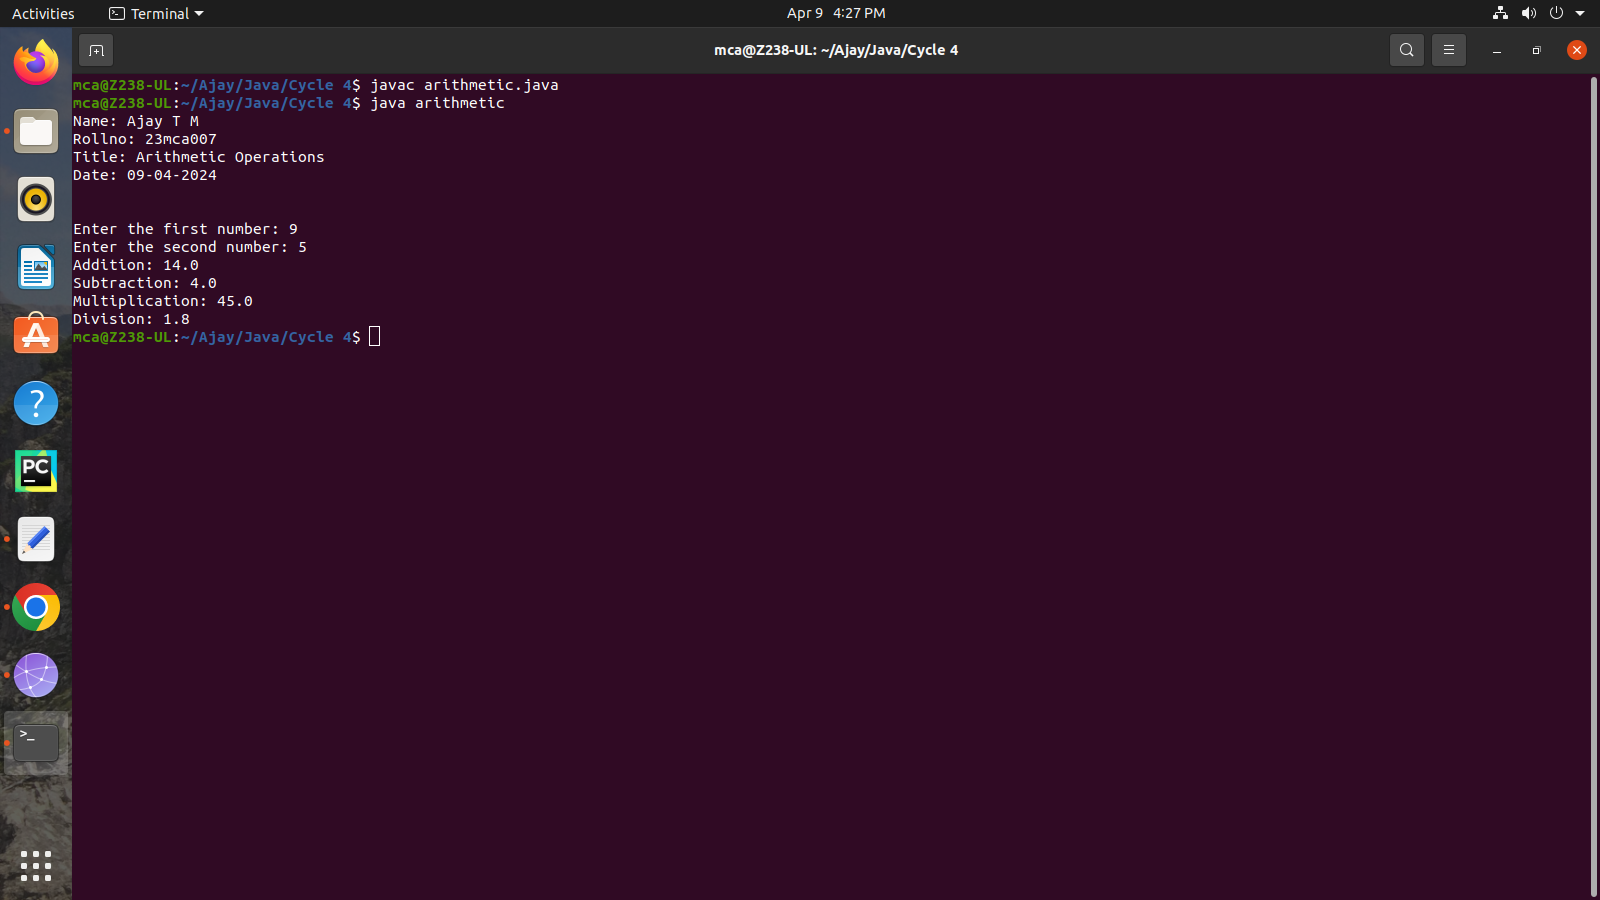 Activities
Terminal
Apr 9 4:27 PM
mca@Z238-UL: ~/Ajay/Java/Cycle 4
mca@Z238-UL:~/Ajay/Java/Cycle 4$ javac arithmetic.java
mca@Z238-UL:~/Ajay/Java/Cycle 4$ java arithmetic
Name: Ajay T M
Rollno: 23mca007
Title: Arithmetic Operations
Date: 09-04-2024
Enter the first number: 9
Enter the second number: 5
Addition: 14.0
Subtraction: 4.0
Multiplication: 45.0
Division: 1.8
mca@Z238-UL:~/Ajay/Java/Cycle 4$
?
PC
>_